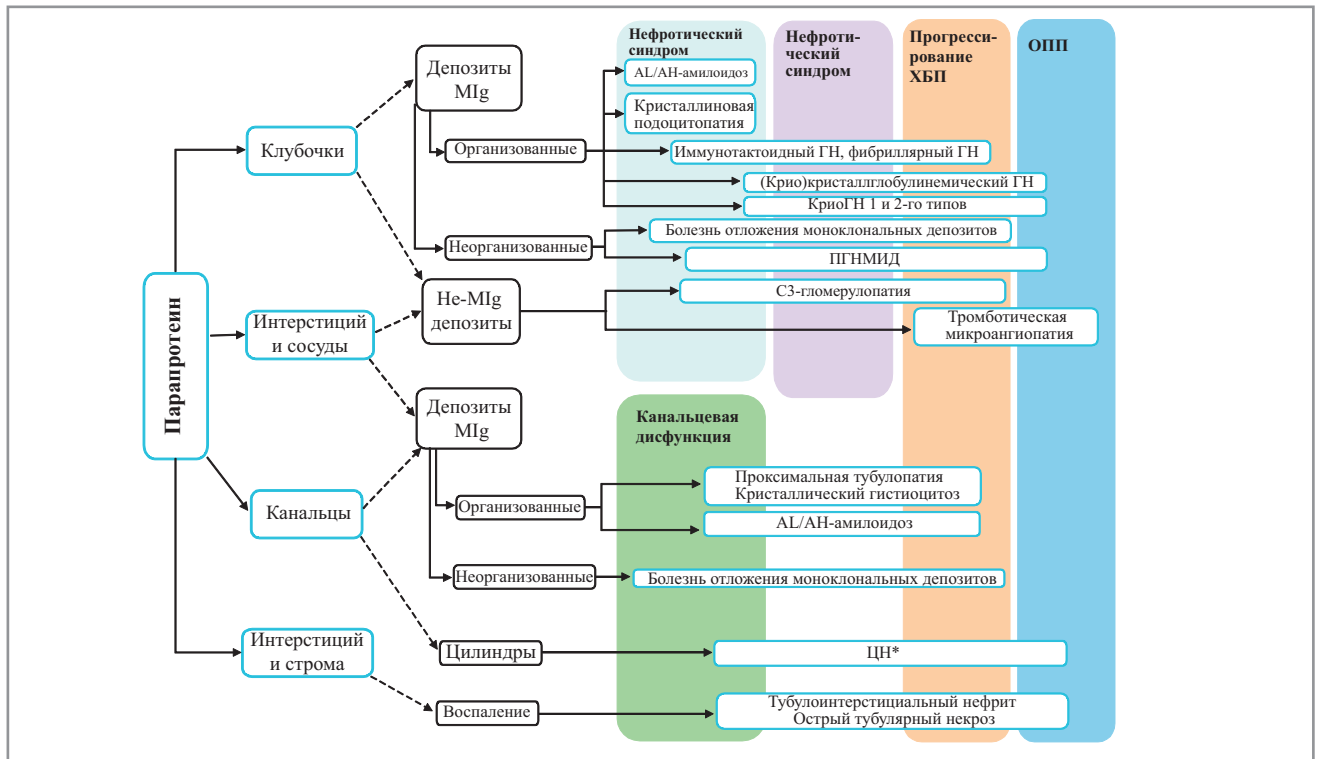 Нефротический
синдром
Нефроти-
ческий
синдром
Прогресси-
рование
ХБП
ОПП
Депозиты
MIg
AL/AH-амилоидоз
Кристаллиновая
подоцитопатия
Клубочки
Организованные
Иммунотактоидный ГН, фибриллярный ГН
(Крио)кристаллглобулинемический ГН
КриоГН 1 и 2-го типов
Неорганизованные
Болезнь отложения моноклональных депозитов
ПГНМИД
Парапротеин
Интерстиций
и сосуды
Не-MIg
депозиты
С3-гломерулопатия
Тромботическая
микроангиопатия
Депозиты
MIg
Канальцевая
дисфункция
Канальцы
Организованные
Проксимальная тубулопатия
Кристаллический гистиоцитоз
AL/AH-амилоидоз
Неорганизованные
Болезнь отложения моноклональных депозитов
Интерстиций
и строма
Цилиндры
ЦН*
Воспаление
Тубулоинтерстициальный нефрит
Острый тубулярный некроз